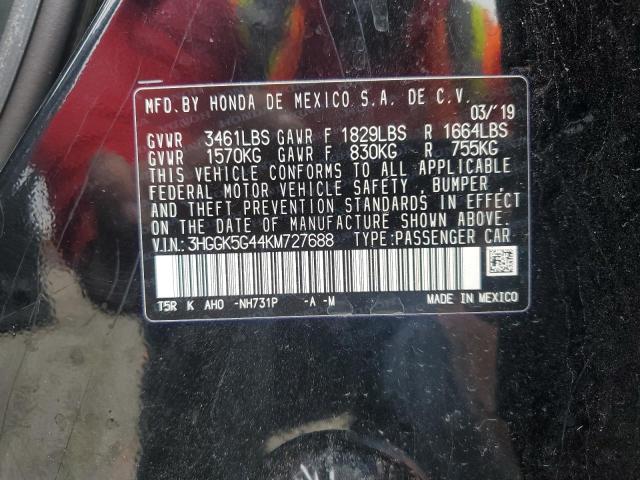 MFD.BY HONDA DE MEXICO S.A. DE C.V.
03/'19
GVWR 3461LBS GAWR F 1829LBS R 1664LBS
GVWR 1570KG GAWR F 830KG R 755KG
THIS VEHICLE CONFORMS TO ALL APPLICABLE
FEDERAL MOTOR VEHICLE SAFETY, BUMPER,
AND THEFT PREVENTION STANDARDS IN EFFECT
ON THE DATE OF MANUFACTURE SHOWN ABOVE.
V.I.N.: 3HGGK5G44KM727688 TYPE:PASSENGER CAR
T5R K AH0 -NH731P -A -M MADE IN MEXICO